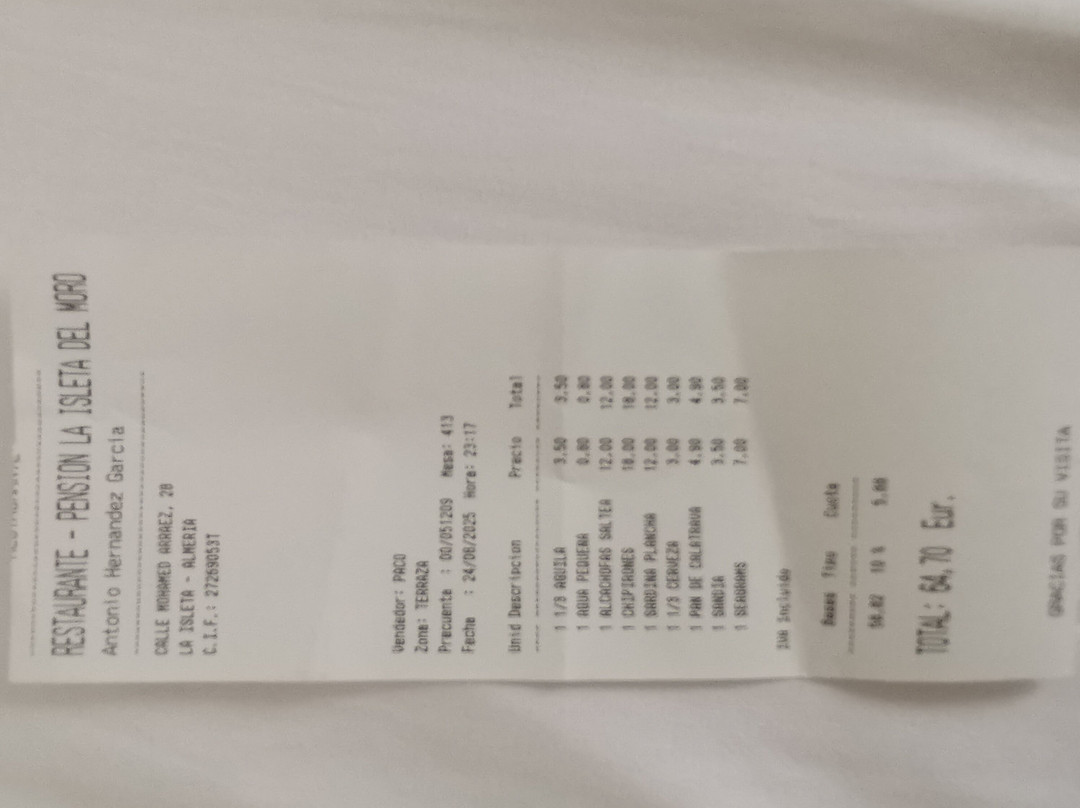 RESTAURANTE - PENSION LA ISLETA DEL MORO
Antonio Hernandez Garcia
CALLE MOHAMED ARRAEZ, 28
LA ISLETA - ALMERIA
C.I.F.: 27269053T
Vendedor: PACO
Zona: TERRAZA
Precuenta : 00/051209 Mesa: 413
Fecha : 24/08/2025 Hora: 23:17
Unid Descripcion Precio Total
1 1/3 AGUILA 3.50 3.50
1 AGUA PEQUEÑA 0.80 0.80
1 ALCACHOFAS SALTEA 12.00 12.00
1 CHIPIRONES 18.00 18.00
1 SARDINA PLANCHA 12.00 12.00
1 1/3 CERVEZA 3.00 3.00
1 PAN DE CALATRAVA 4.90 4.90
1 SANDIA 3.50 3.50
1 SEAGRAMS 7.00 7.00
IVA Incluido
Bases Tipo Cuota
58.82 10 % 5.88
TOTAL: 64,70 Eur.
GRACIAS POR SU VISITA